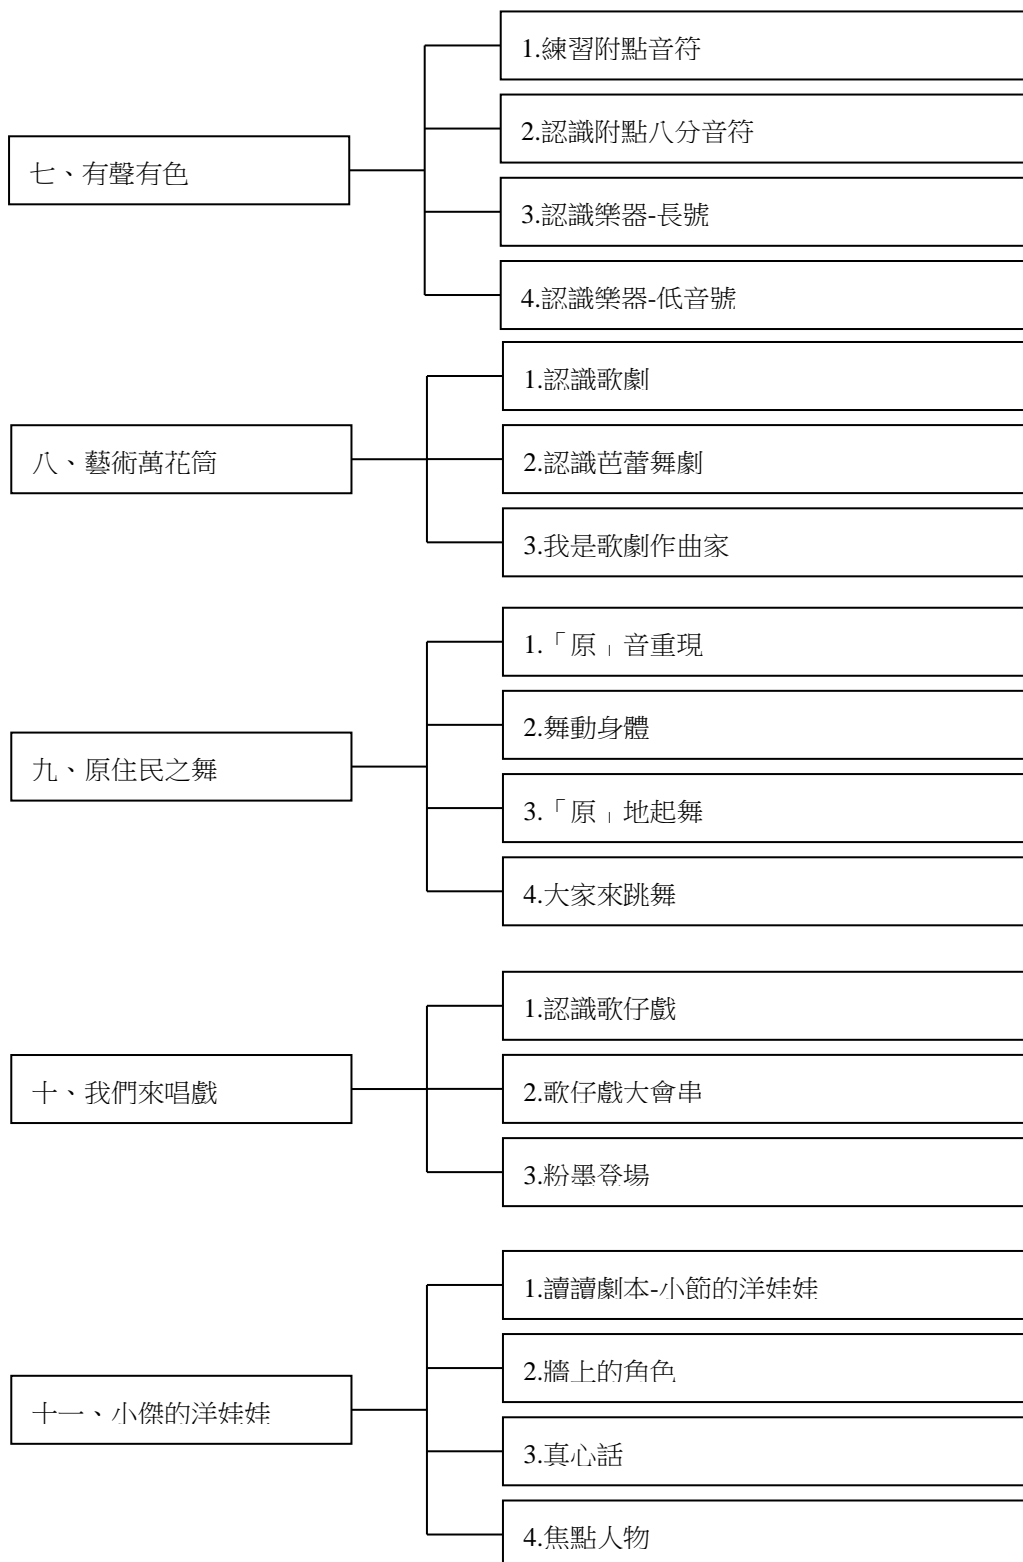 七、有聲有色
1.練習附點音符
2.認識附點八分音符
3.認識樂器-長號
4.認識樂器-低音號
八、藝術萬花筒
1.認識歌劇
2.認識芭蕾舞劇
3.我是歌劇作曲家
九、原住民之舞
1.「原」音重現
2.舞動身體
3.「原」地起舞
4.大家來跳舞
十、我們來唱戲
1.認識歌仔戲
2.歌仔戲大會串
3.粉墨登場
十一、小傑的洋娃娃
1.讀讀劇本-小節的洋娃娃
2.牆上的角色
3.真心話
4.焦點人物